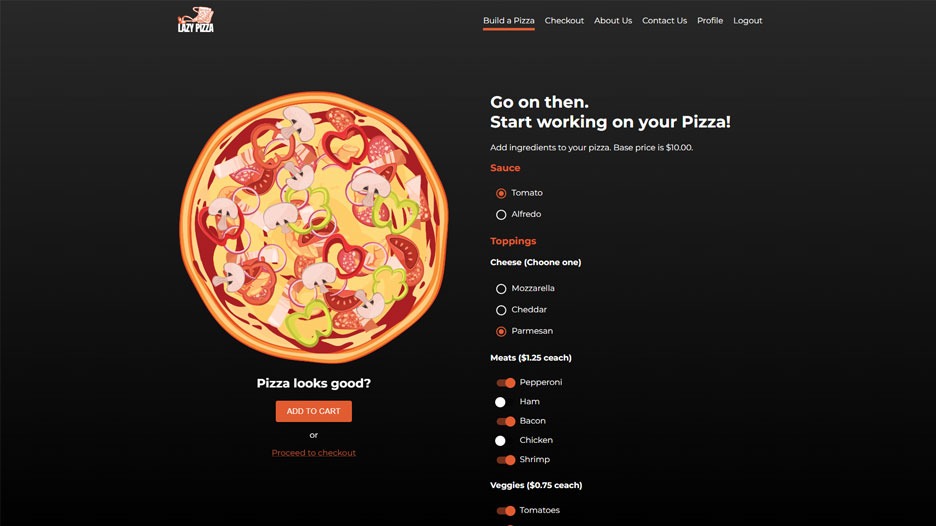 LAZY PIZZA
Build a Pizza
Checkout
About Us
Contact Us
Profile
Logout
Go on then.
Start working on your Pizza!
Add ingredients to your pizza. Base price is $10.00.
Sauce
Tomato
Alfredo
Toppings
Cheese (Choone one)
Mozzarella
Cheddar
Parmesan
Meats ($1.25 ceach)
Pepperoni
Ham
Bacon
Chicken
Shrimp
Veggies ($0.75 ceach)
Tomatoes
Pizza looks good?
ADD TO CART
or
Proceed to checkout